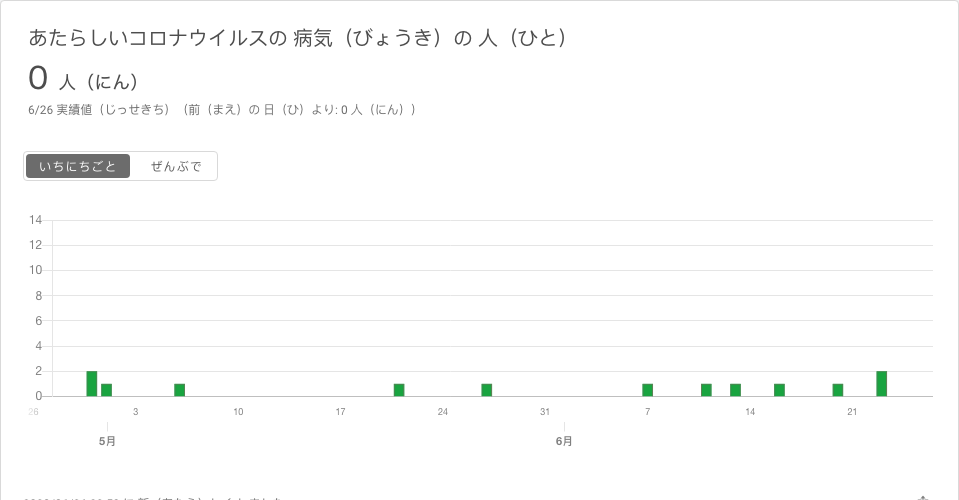 あたらしいコロナウイルスの 病気（びょうき）の 人（ひと）
0 人（にん）
6/26 実績値（じっせきち）（前（まえ）の 日（ひ）より: 0 人（にん））
いちにちごと ぜんぶで
14
12
10
8
6
4
2
0
26 3 10 17 24 31 7 14 21
5月 6月